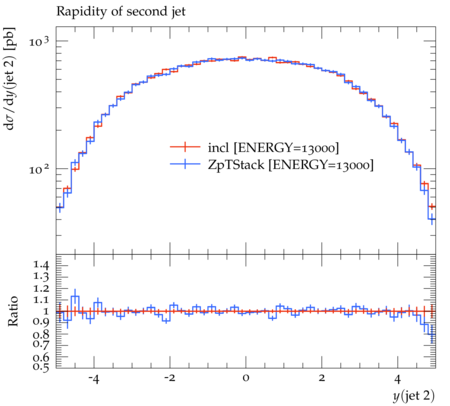 Rapidity of second jet
dσ/dy(jet 2) [pb]
10³
10²
incl [ENERGY=13000]
ZpTStack [ENERGY=13000]
Ratio
1.4
1.3
1.2
1.1
1
0.9
0.8
0.7
0.6
0.5
-4
-2
0
2
4
y(jet 2)